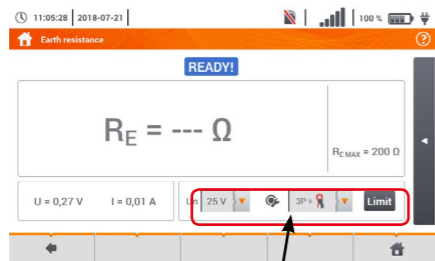 11:05:28 2018-07-21 100 %
Earth resistance ?
READY!
RE = --- Ω
RE MAX = 200 Ω
U = 0,27 V I = 0,01 A Un 25 V 3P + Limit